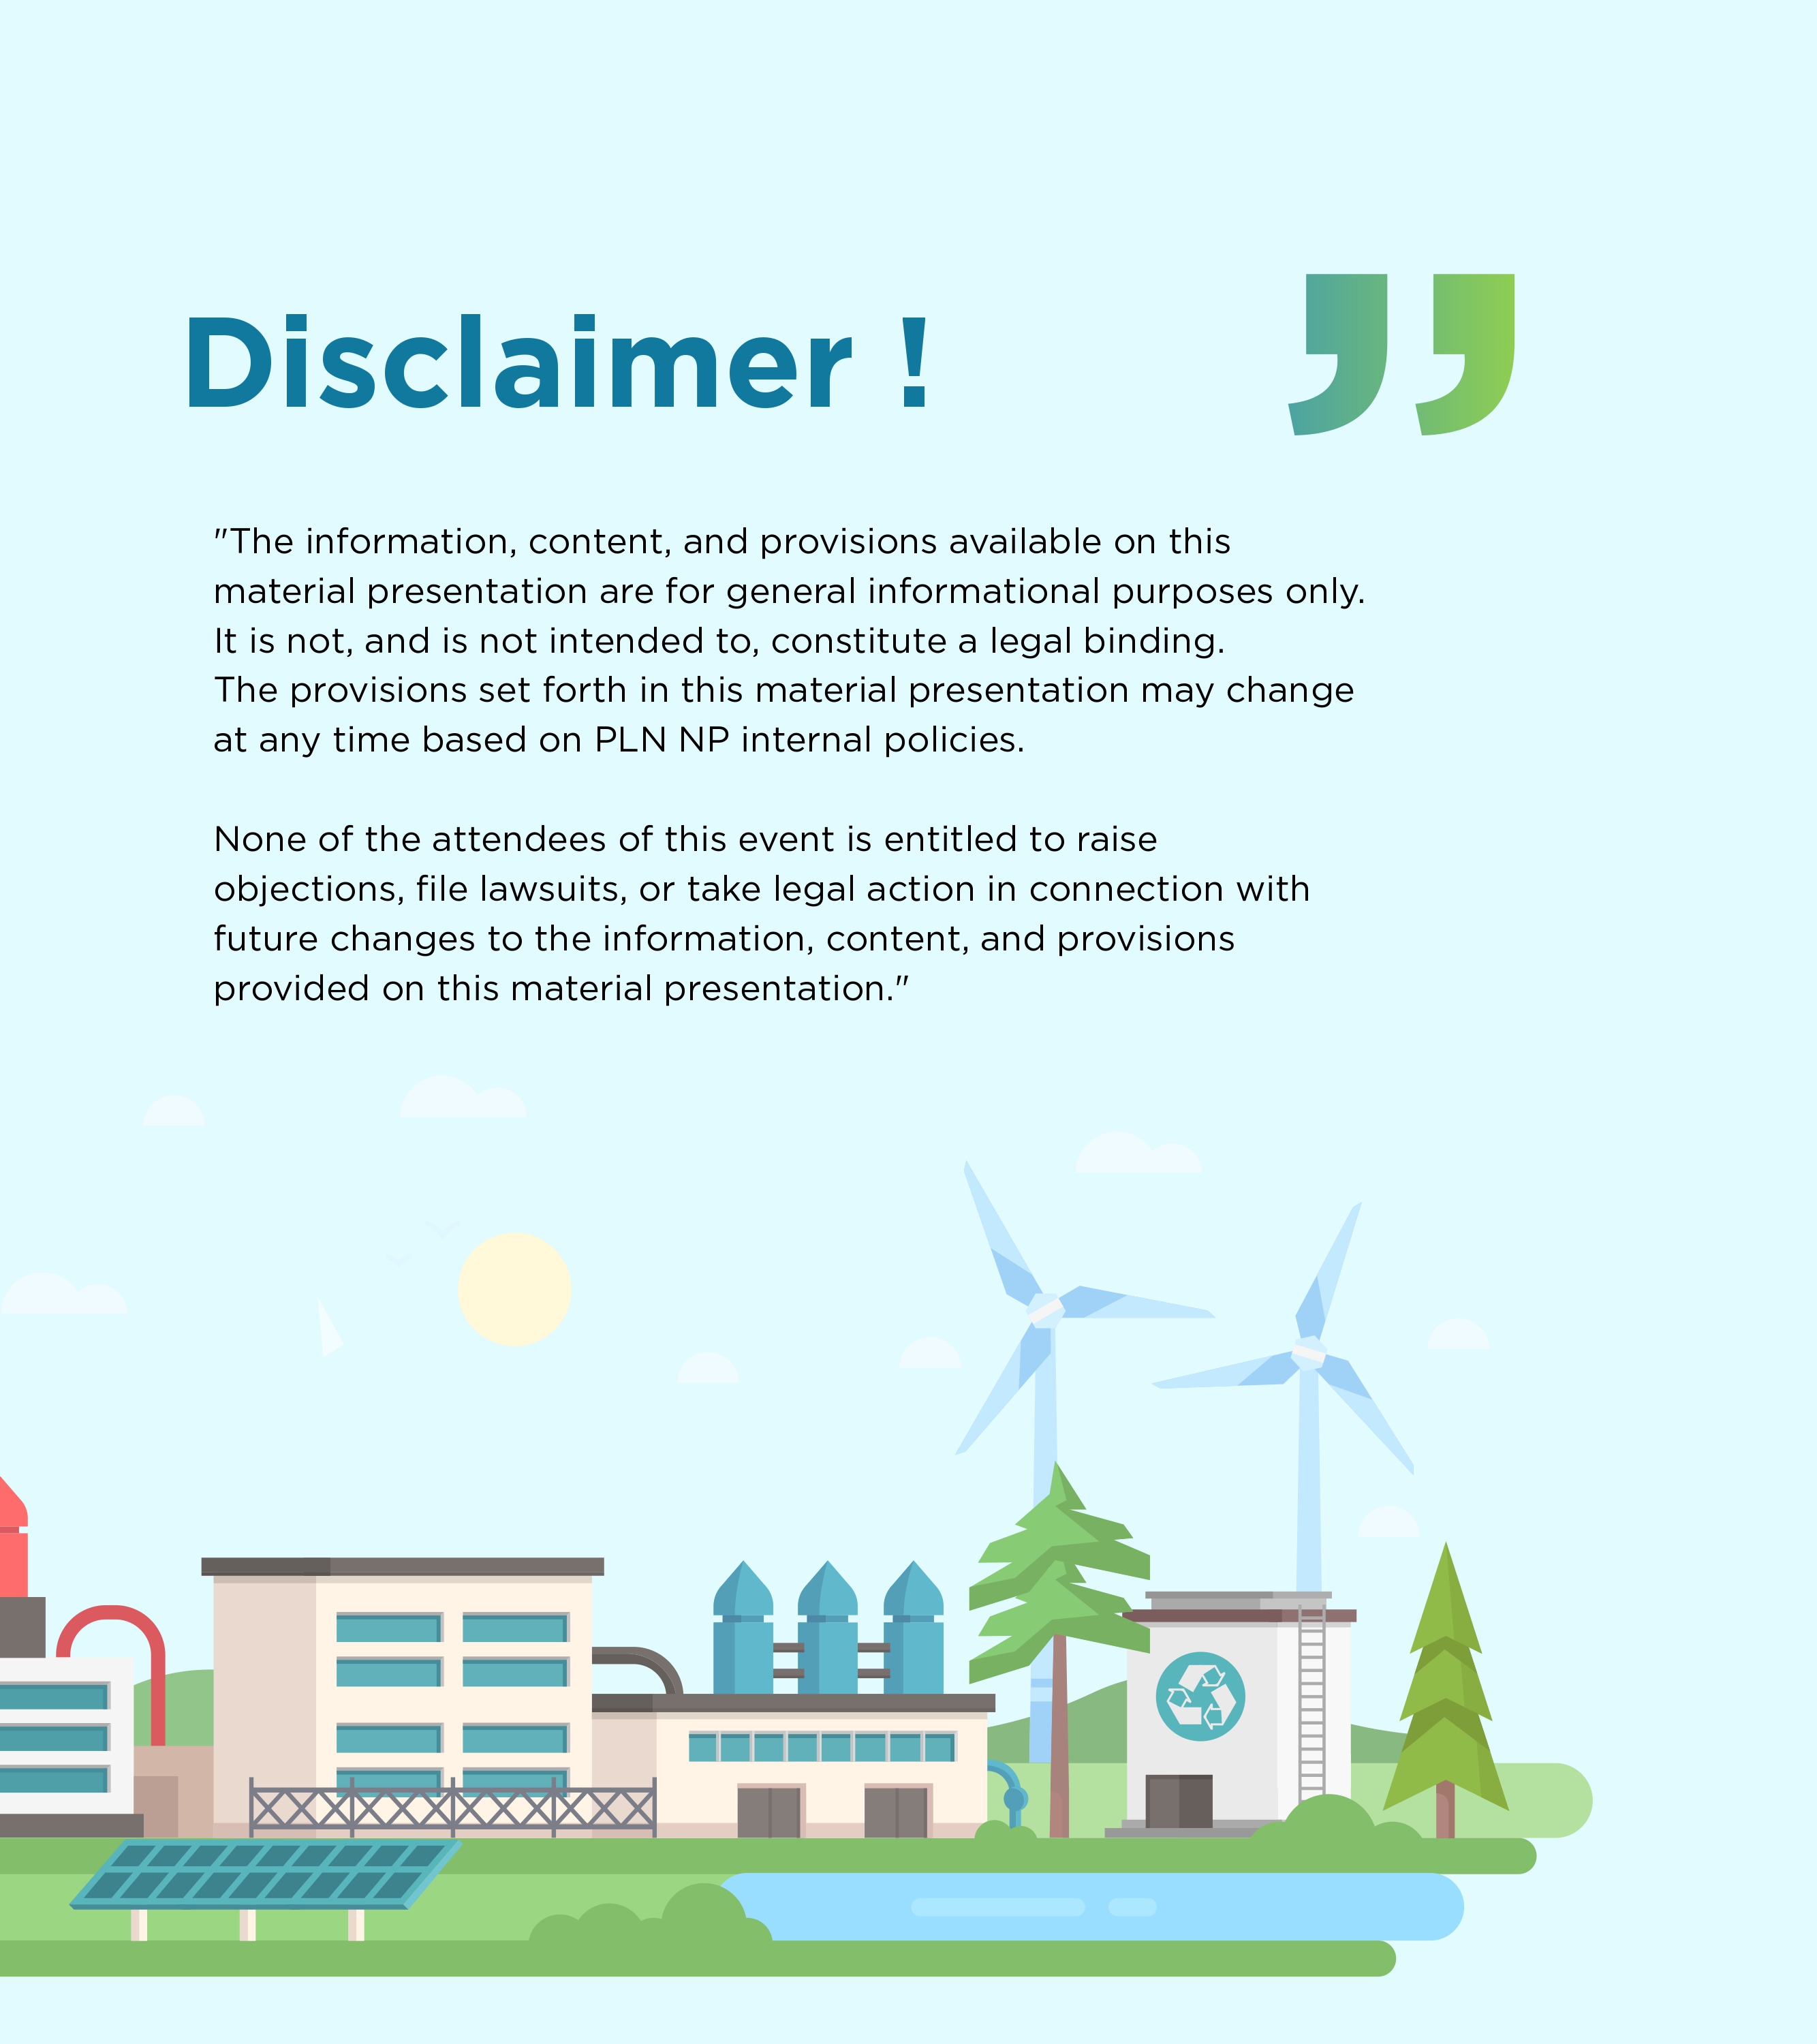 Disclaimer !
"The information, content, and provisions available on this
material presentation are for general informational purposes only.
It is not, and is not intended to, constitute a legal binding.
The provisions set forth in this material presentation may change
at any time based on PLN NP internal policies.
None of the attendees of this event is entitled to raise
objections, file lawsuits, or take legal action in connection with
future changes to the information, content, and provisions
provided on this material presentation."